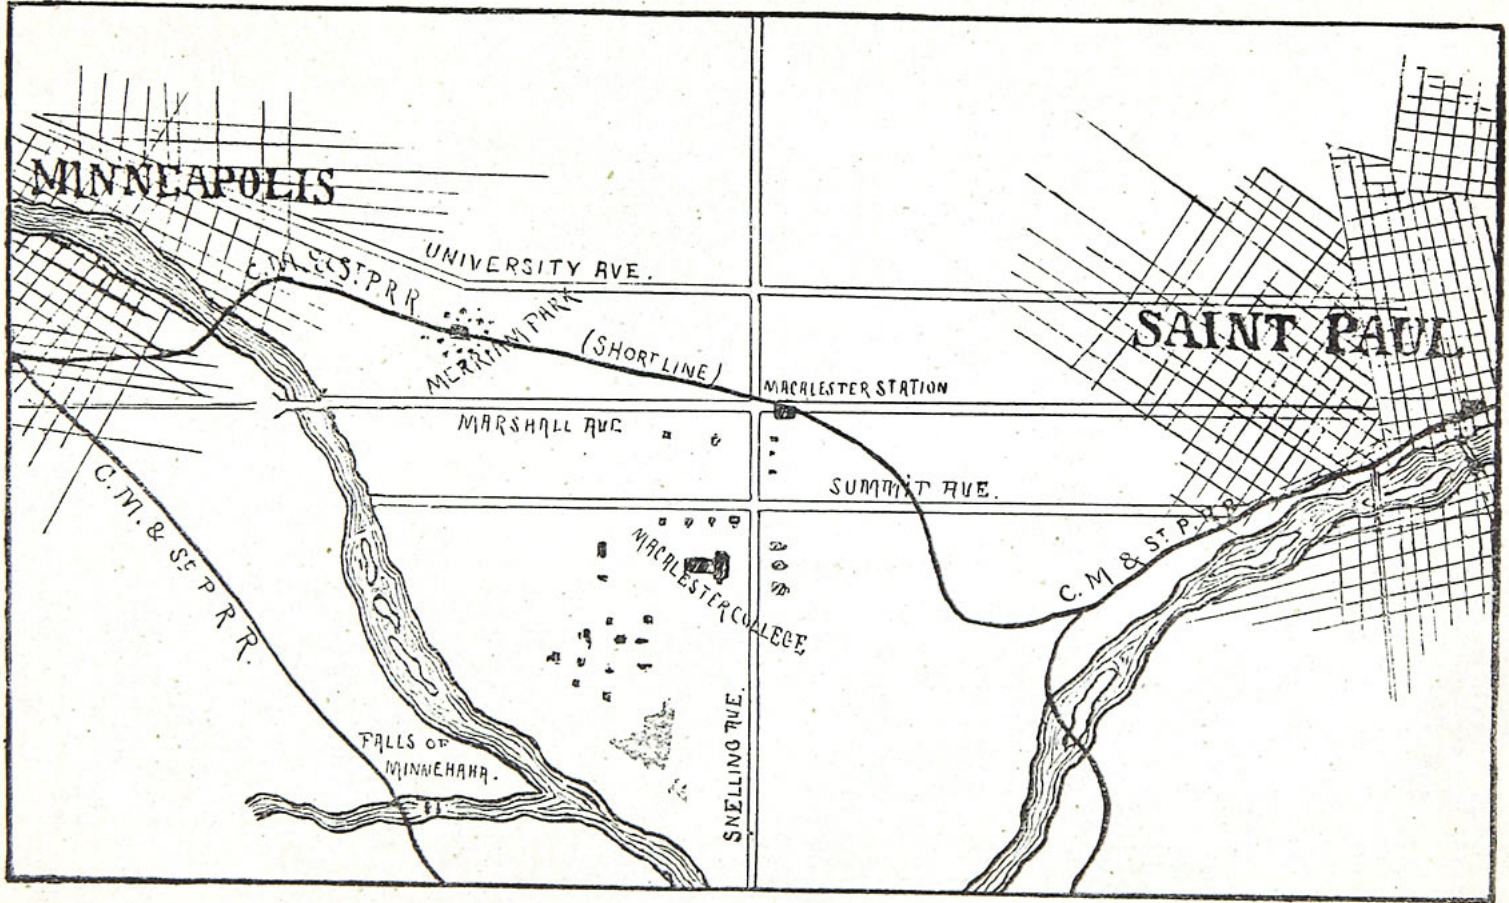 MINNEAPOLIS
UNIVERSITY AVE.
C. M. & St. P R R
MERRIAM PARK
SAINT PAUL
(SHORT LINE)
MACALESTER STATION
MARSHALL AVE
SUMMIT AVE.
C. M. & St P R R.
MACALESTER COLLEGE
C. M & St. P. R R
SNELLING AVE.
FALLS OF
MINNEHAHA.